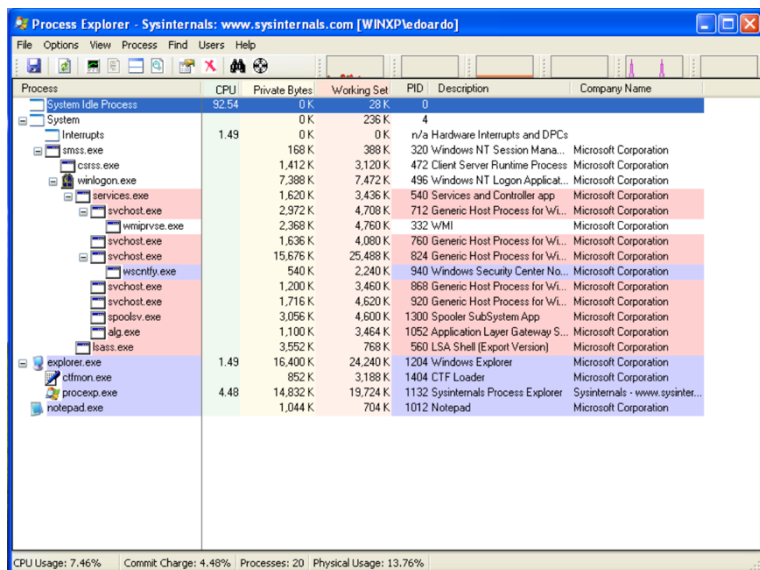 Process Explorer - Sysinternals: www.sysinternals.com [WINXP\edoardo]
File Options View Process Find Users Help
Process CPU Private Bytes Working Set PID Description Company Name
System Idle Process 92.54 0 K 28 K 0
System 0 K 236 K 4
Interrupts 1.49 0 K 0 K n/a Hardware Interrupts and DPCs
smss.exe 168 K 388 K 320 Windows NT Session Mana... Microsoft Corporation
csrss.exe 1,412 K 3,120 K 472 Client Server Runtime Process Microsoft Corporation
winlogon.exe 7,388 K 7,472 K 496 Windows NT Logon Applicat... Microsoft Corporation
services.exe 1,620 K 3,436 K 540 Services and Controller app Microsoft Corporation
svchost.exe 2,972 K 4,708 K 712 Generic Host Process for Wi... Microsoft Corporation
wmiprvse.exe 2,368 K 4,760 K 332 WMI Microsoft Corporation
svchost.exe 1,636 K 4,080 K 760 Generic Host Process for Wi... Microsoft Corporation
svchost.exe 15,676 K 25,488 K 824 Generic Host Process for Wi... Microsoft Corporation
wscntfy.exe 540 K 2,240 K 940 Windows Security Center No... Microsoft Corporation
svchost.exe 1,200 K 3,460 K 868 Generic Host Process for Wi... Microsoft Corporation
svchost.exe 1,716 K 4,620 K 920 Generic Host Process for Wi... Microsoft Corporation
spoolsv.exe 3,056 K 4,600 K 1300 Spooler SubSystem App Microsoft Corporation
alg.exe 1,100 K 3,464 K 1052 Application Layer Gateway S... Microsoft Corporation
lsass.exe 3,552 K 768 K 560 LSA Shell (Export Version) Microsoft Corporation
explorer.exe 1.49 16,400 K 24,240 K 1204 Windows Explorer Microsoft Corporation
ctfmon.exe 852 K 3,188 K 1404 CTF Loader Microsoft Corporation
procexp.exe 4.48 14,832 K 19,724 K 1132 Sysinternals Process Explorer Sysinternals - www.sysinter...
notepad.exe 1,044 K 704 K 1012 Notepad Microsoft Corporation
CPU Usage: 7.46% Commit Charge: 4.48% Processes: 20 Physical Usage: 13.76%